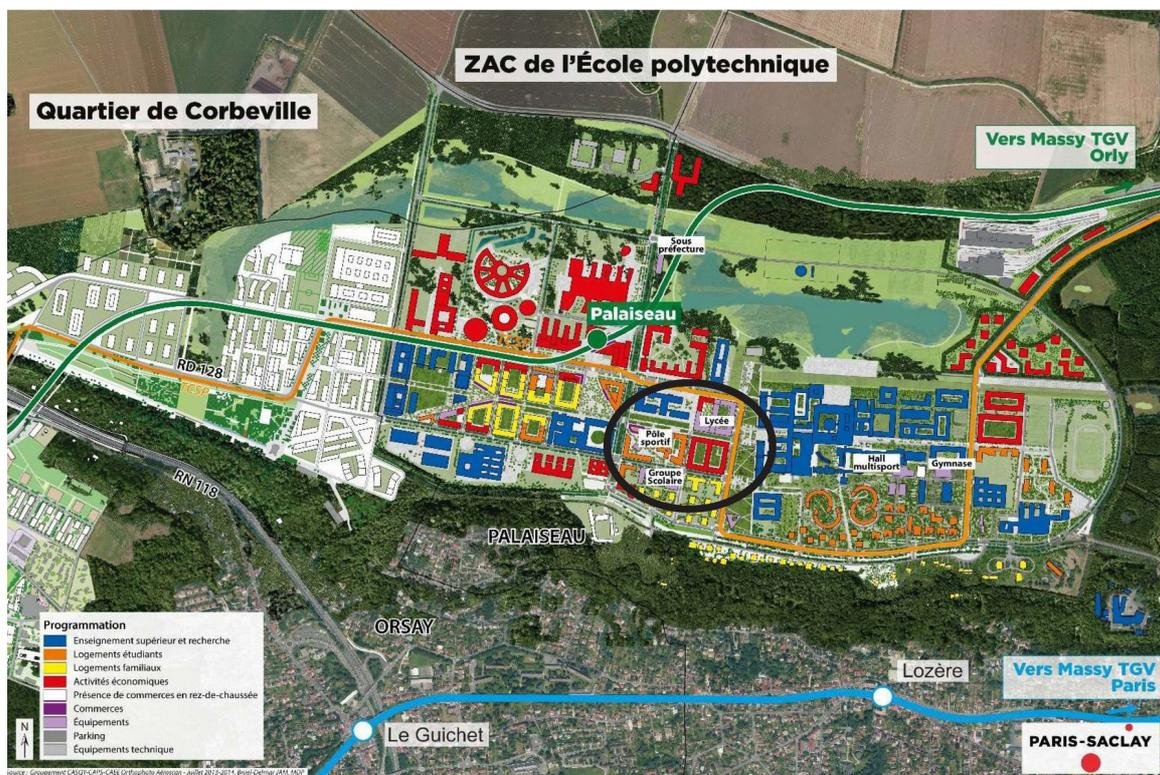 ZAC de l'École polytechnique
Quartier de Corbeville
Vers Massy TGV
Orly
Sous
préfecture
Palaiseau
TCSP
RD 128
TCSP
Lycée
Pôle
sportif
Groupe
Scolaire
Hall
multisport
Gymnase
RN 118
PALAISEAU
ORSAY
Programmation
Enseignement supérieur et recherche
Logements étudiants
Logements familiaux
Activités économiques
Présence de commerces en rez-de-chaussée
Commerces
Équipements
Parking
Équipements technique
N
Lozère
Le Guichet
Vers Massy TGV
Paris
PARIS-SACLAY